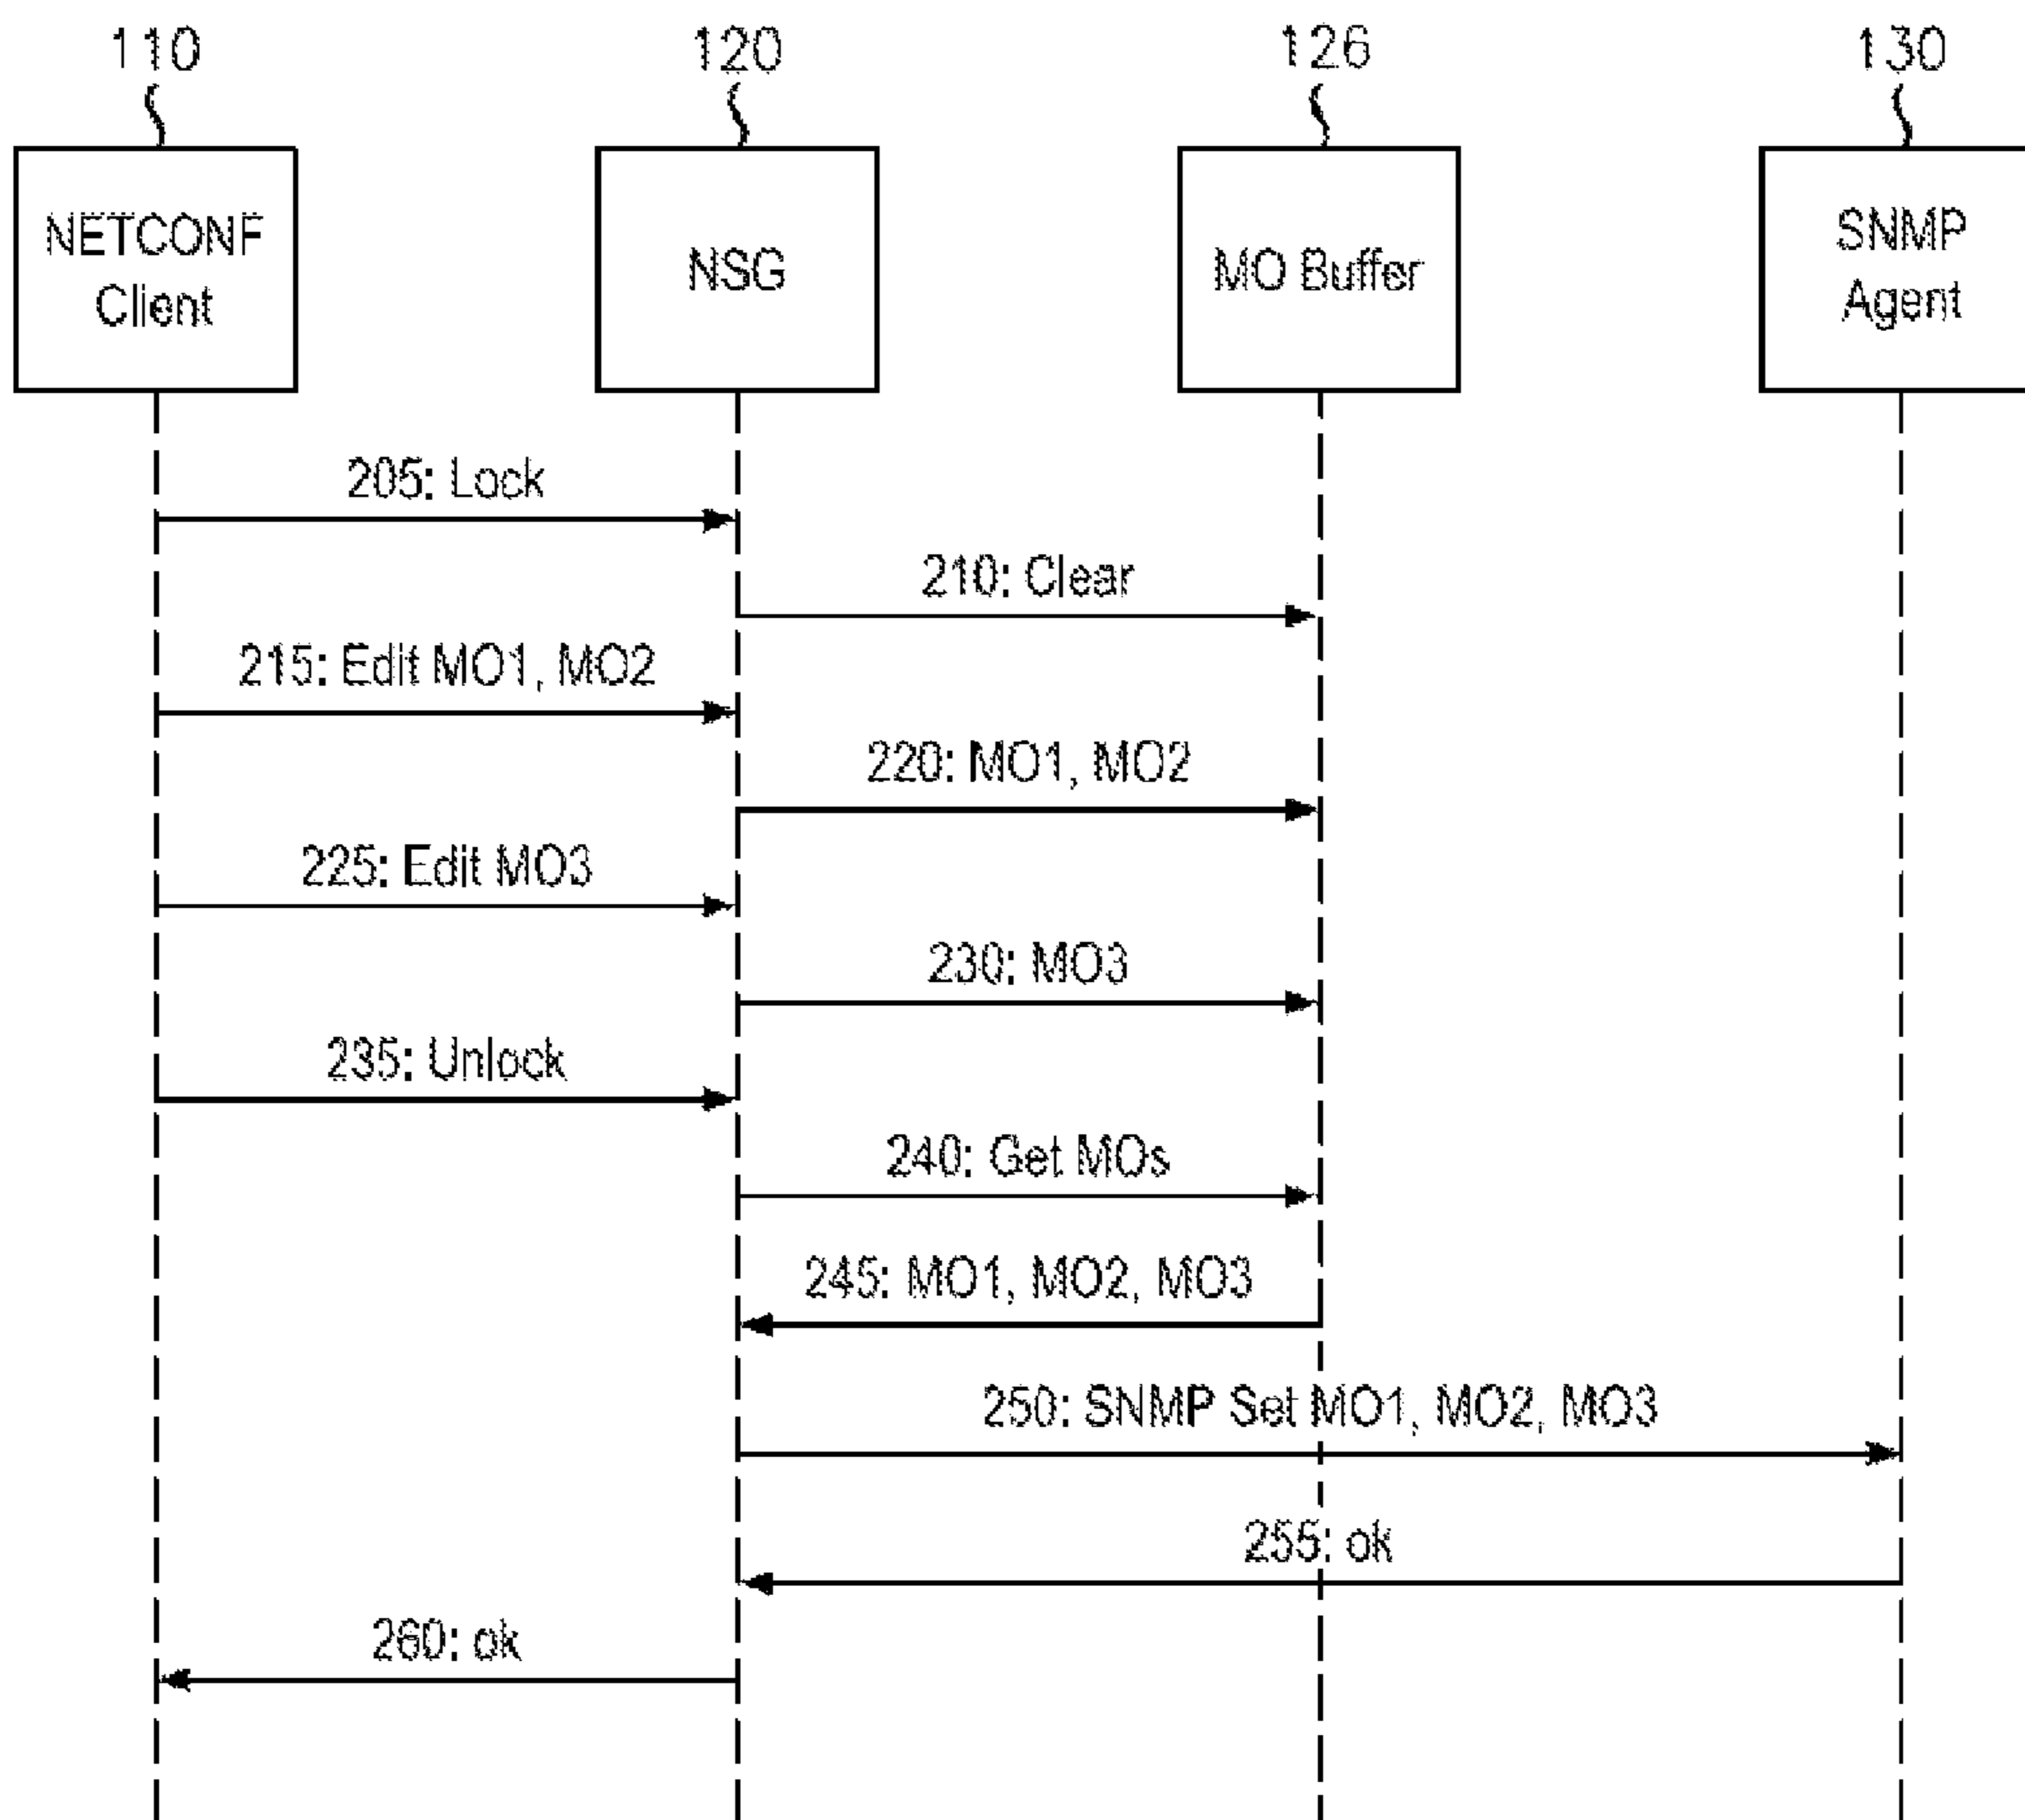 110
120
126
130
NETCONF
Client
NSG
MO Buffer
SNMP
Agent
205: Lock
210: Clear
215: Edit MO1, MO2
220: MO1, MO2
225: Edit MO3
230: MO3
235: Unlock
240: Get MOs
245: MO1, MO2, MO3
250: SNMP Set MO1, MO2, MO3
255: ok
260: ok